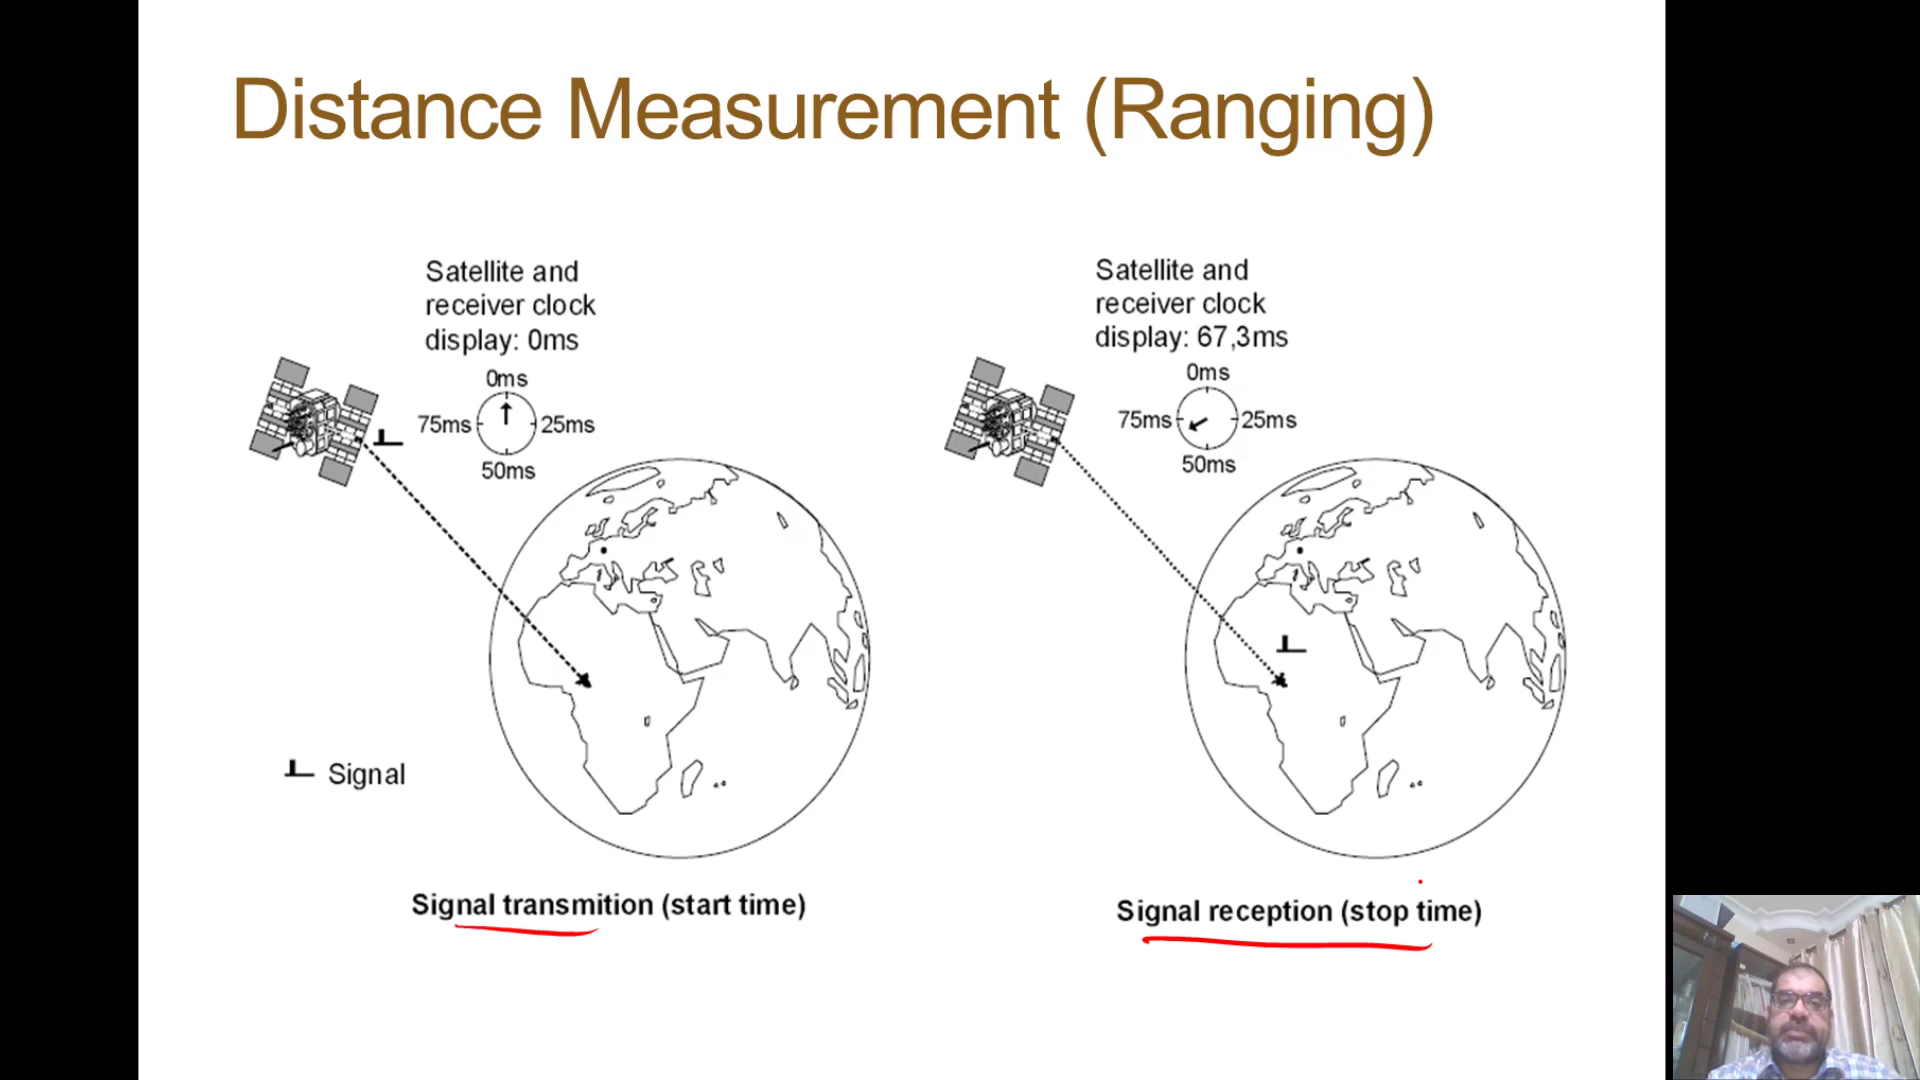 Distance Measurement (Ranging)
Satellite and
receiver clock
display: 0ms
0ms
75ms
25ms
50ms
Signal
Signal transmition (start time)
Satellite and
receiver clock
display: 67,3ms
0ms
75ms
25ms
50ms
Signal reception (stop time)